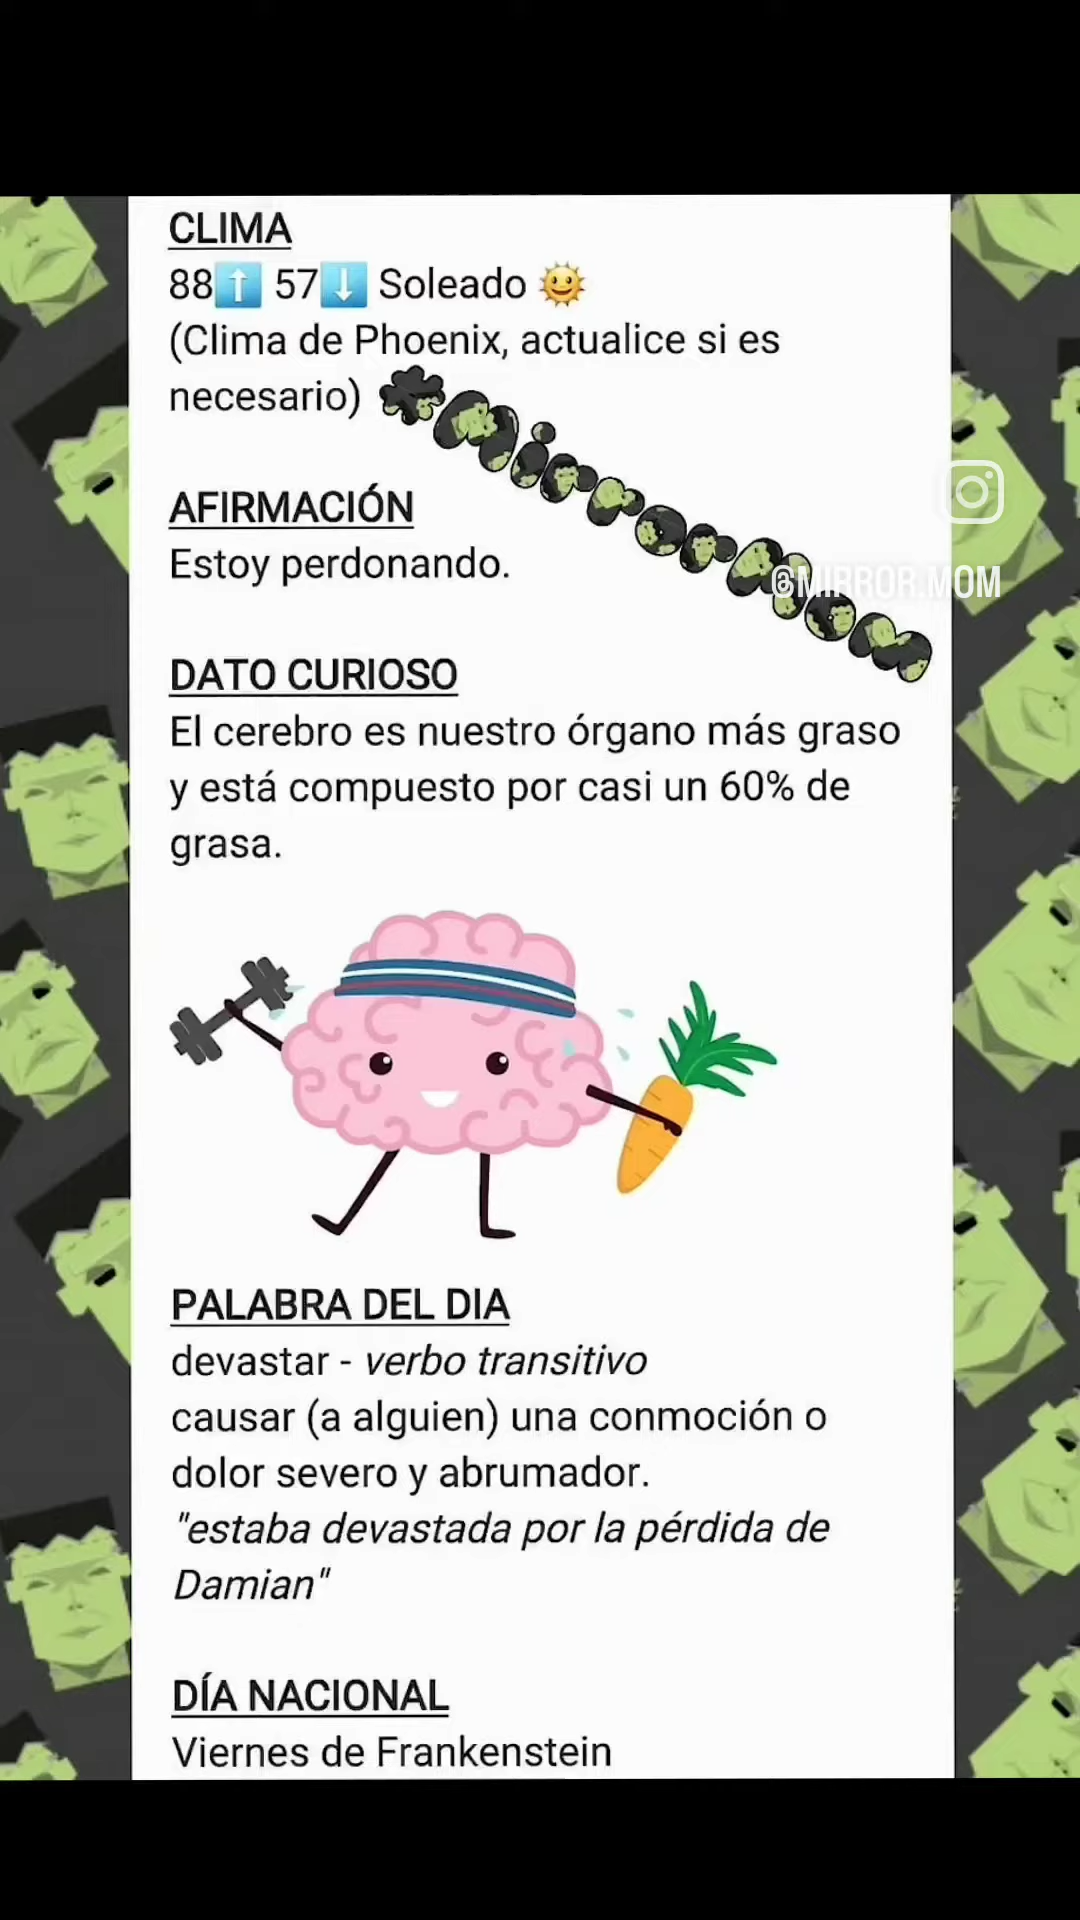 CLIMA
88⬆️ 57⬇️ Soleado 🌞
(Clima de Phoenix, actualice si es
necesario)
*Mirror.mom
@MIRROR.MOM
AFIRMACIÓN
Estoy perdonando.
DATO CURIOSO
El cerebro es nuestro órgano más graso
y está compuesto por casi un 60% de
grasa.
PALABRA DEL DIA
devastar - verbo transitivo
causar (a alguien) una conmoción o
dolor severo y abrumador.
"estaba devastada por la pérdida de
Damian"
DÍA NACIONAL
Viernes de Frankenstein